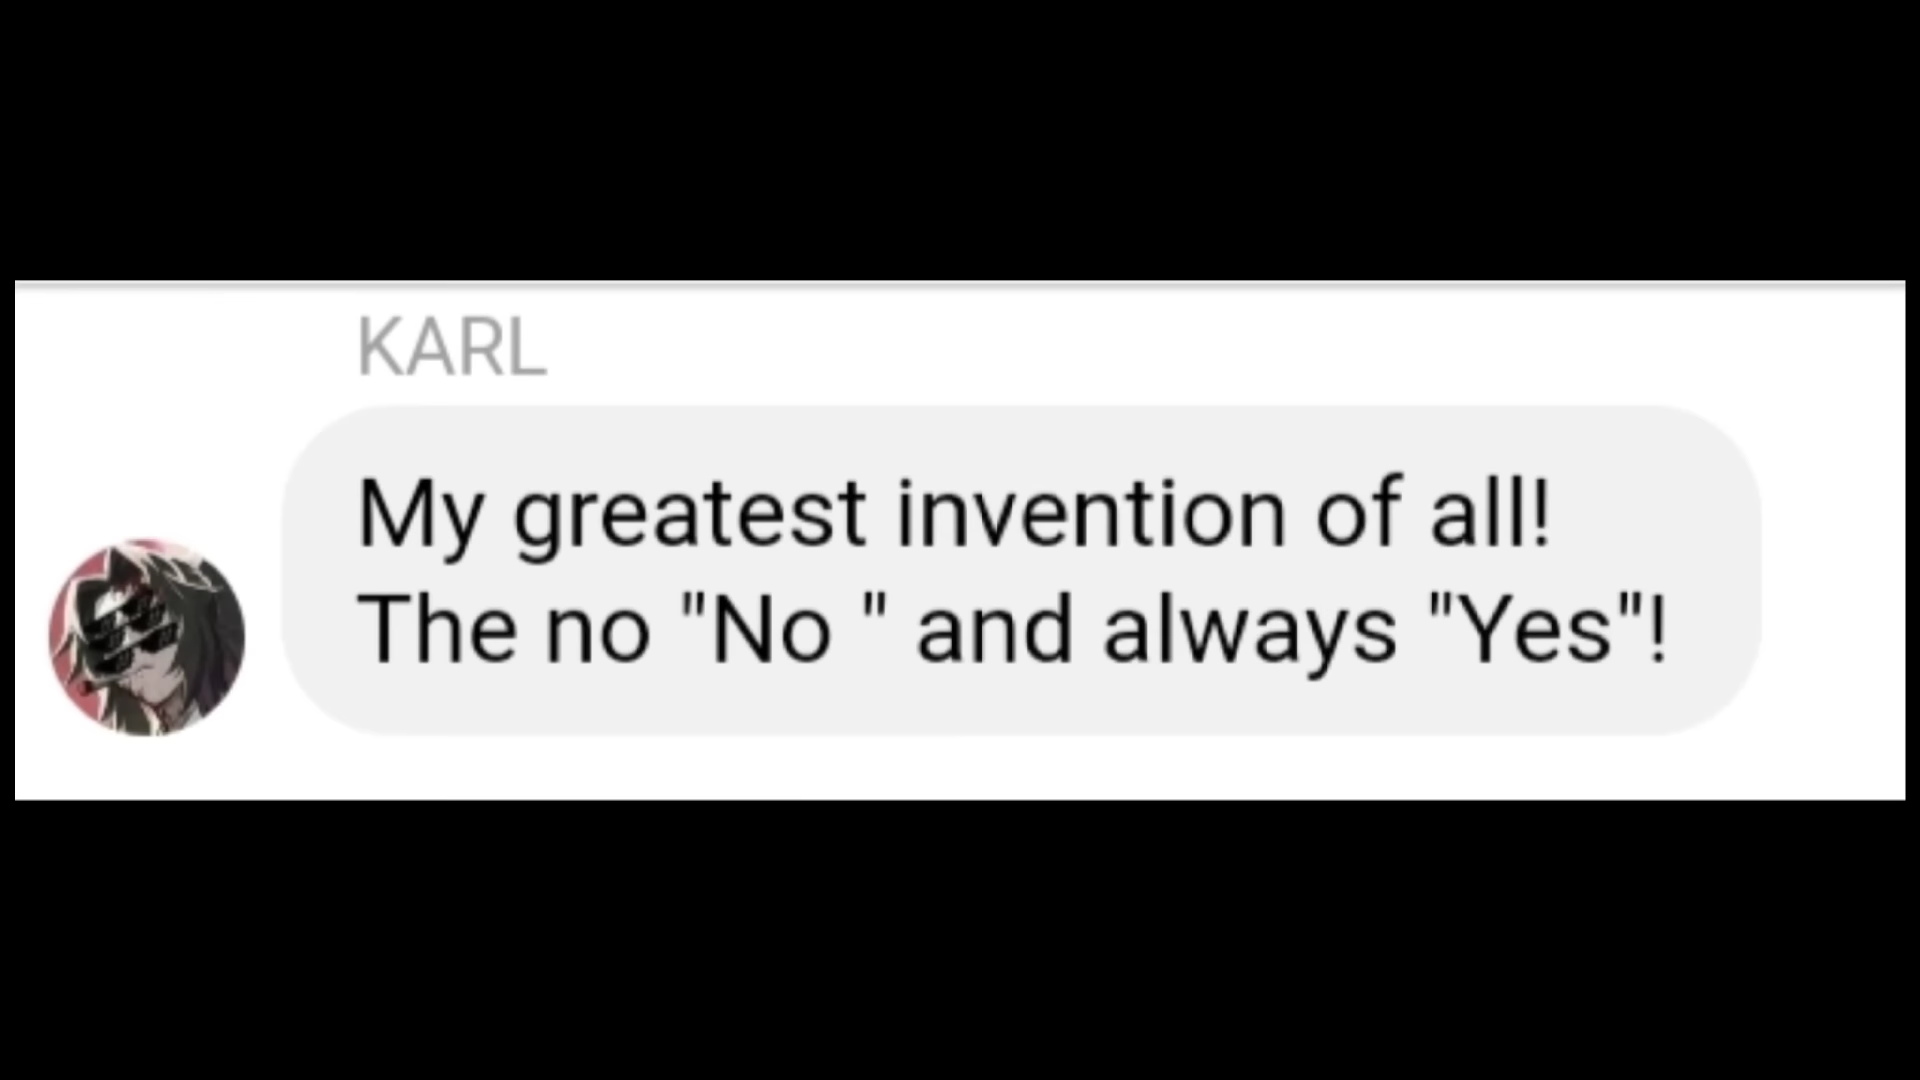 KARL
My greatest invention of all!
The no "No " and always "Yes"!